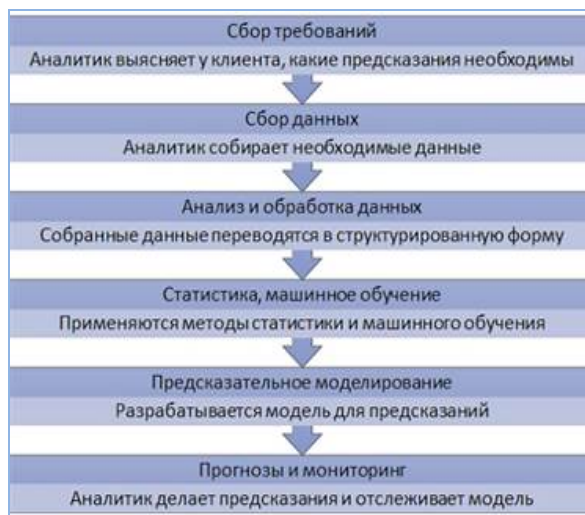 Сбор требований
Аналитик выясняет у клиента, какие предсказания необходимы
Сбор данных
Аналитик собирает необходимые данные
Анализ и обработка данных
Собранные данные переводятся в структурированную форму
Статистика, машинное обучение
Применяются методы статистики и машинного обучения
Предсказательное моделирование
Разрабатывается модель для предсказаний
Прогнозы и мониторинг
Аналитик делает предсказания и отслеживает модель